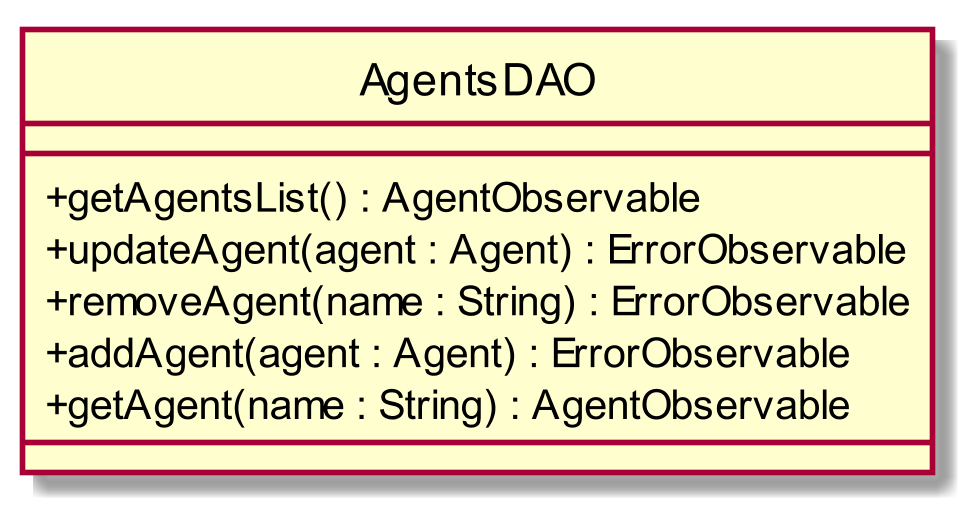 AgentsDAO
+getAgentsList() : AgentObservable
+updateAgent(agent : Agent) : ErrorObservable
+removeAgent(name : String) : ErrorObservable
+addAgent(agent : Agent) : ErrorObservable
+getAgent(name : String) : AgentObservable